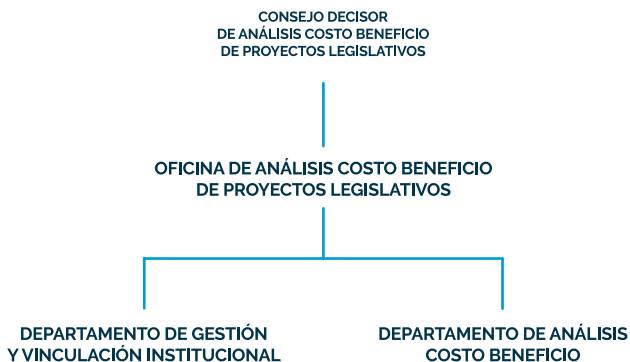 CONSEJO DECISOR
DE ANÁLISIS COSTO BENEFICIO
DE PROYECTOS LEGISLATIVOS
OFICINA DE ANÁLISIS COSTO BENEFICIO
DE PROYECTOS LEGISLATIVOS
DEPARTAMENTO DE GESTIÓN
Y VINCULACIÓN INSTITUCIONAL
DEPARTAMENTO DE ANÁLISIS
COSTO BENEFICIO